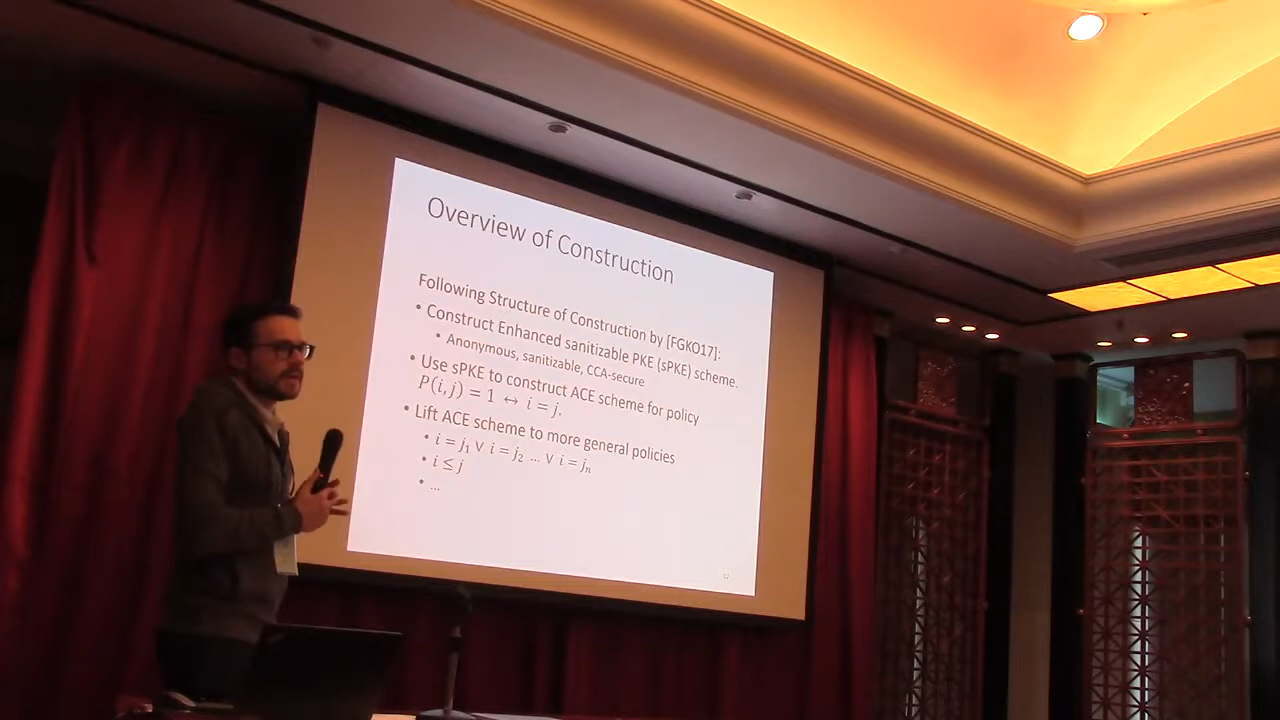 Overview of Construction
Following Structure of Construction by [FGKO17]:
• Construct Enhanced sanitizable PKE (sPKE) scheme.
• Anonymous, sanitizable, CCA-secure
• Use sPKE to construct ACE scheme for policy
P(i, j) = 1 ↔ i = j.
• Lift ACE scheme to more general policies
• i = j₁ ∨ i = j₂ ... ∨ i = jₙ
• i ≤ j
• ...